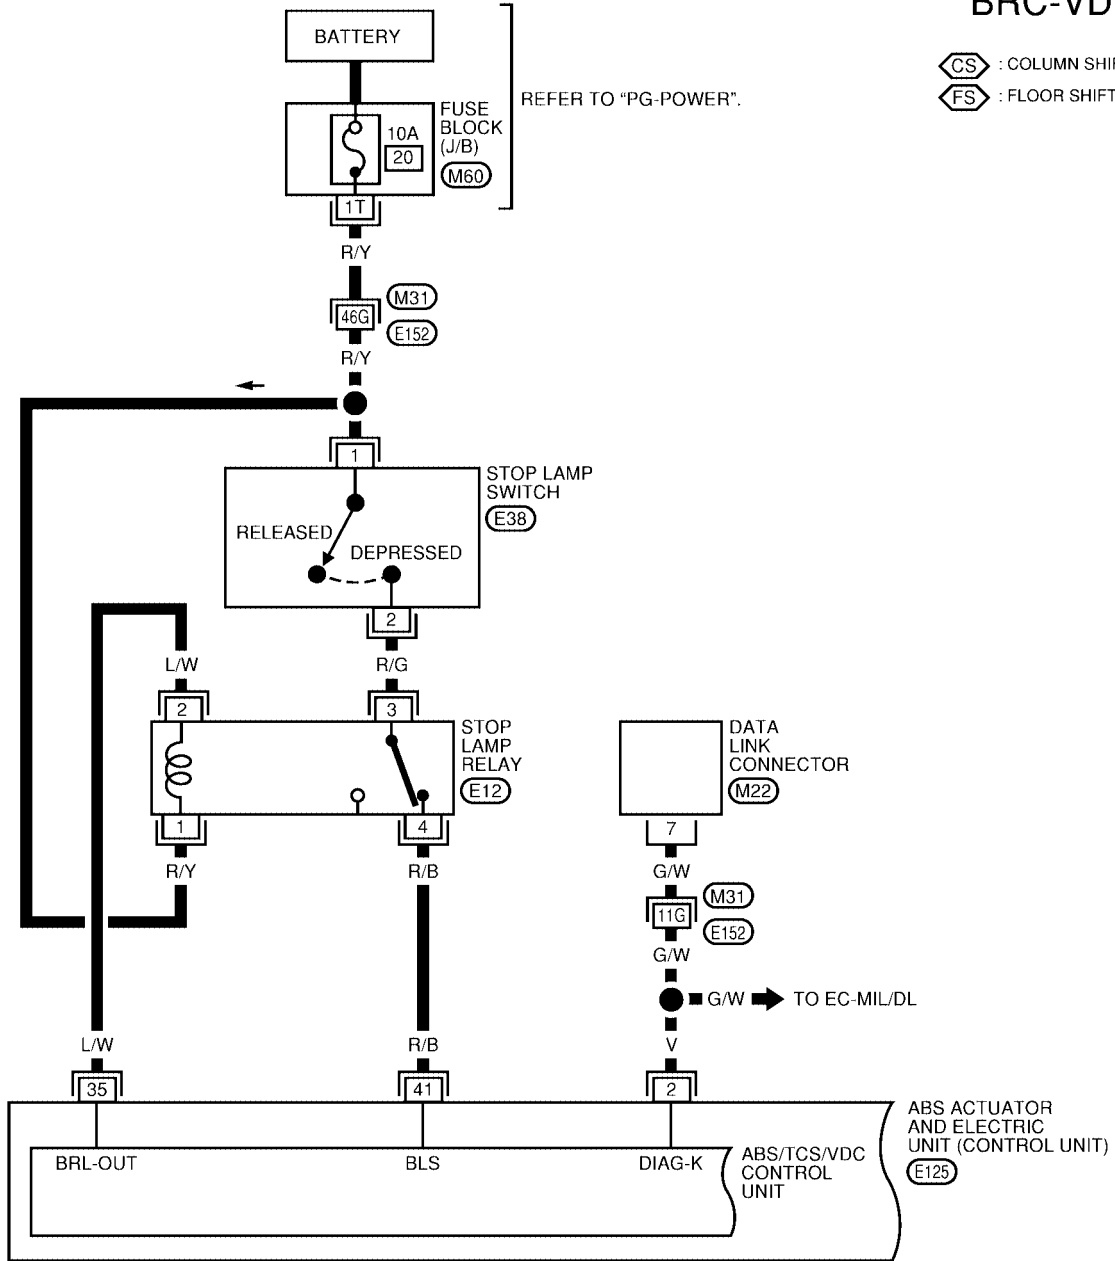 BRC-VD
BATTERY
CS : COLUMN SHI
FS : FLOOR SHIFT
REFER TO “PG-POWER”.
FUSE
BLOCK
(J/B)
M60
10A
20
1T
R/Y
M31
46G
E152
R/Y
1
STOP LAMP
SWITCH
E38
RELEASED
DEPRESSED
2
L/W
R/G
2
3
STOP
LAMP
RELAY
E12
DATA
LINK
CONNECTOR
M22
1
4
7
R/Y
R/B
G/W
M31
11G
E152
G/W
G/W
TO EC-MIL/DL
L/W
R/B
V
35
41
2
ABS ACTUATOR
AND ELECTRIC
UNIT (CONTROL UNIT)
E125
BRL-OUT
BLS
DIAG-K
ABS/TCS/VDC
CONTROL
UNIT